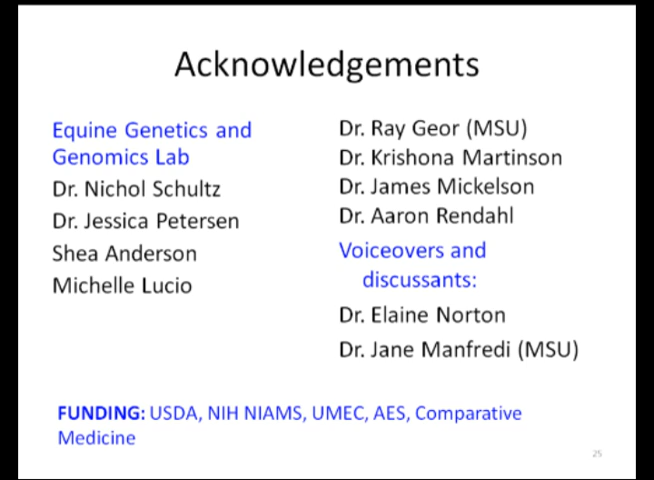 Acknowledgements
Equine Genetics and
Genomics Lab
Dr. Nichol Schultz
Dr. Jessica Petersen
Shea Anderson
Michelle Lucio
Dr. Ray Geor (MSU)
Dr. Krishona Martinson
Dr. James Mickelson
Dr. Aaron Rendahl
Voiceovers and
discussants:
Dr. Elaine Norton
Dr. Jane Manfredi (MSU)
FUNDING: USDA, NIH NIAMS, UMEC, AES, Comparative
Medicine
25